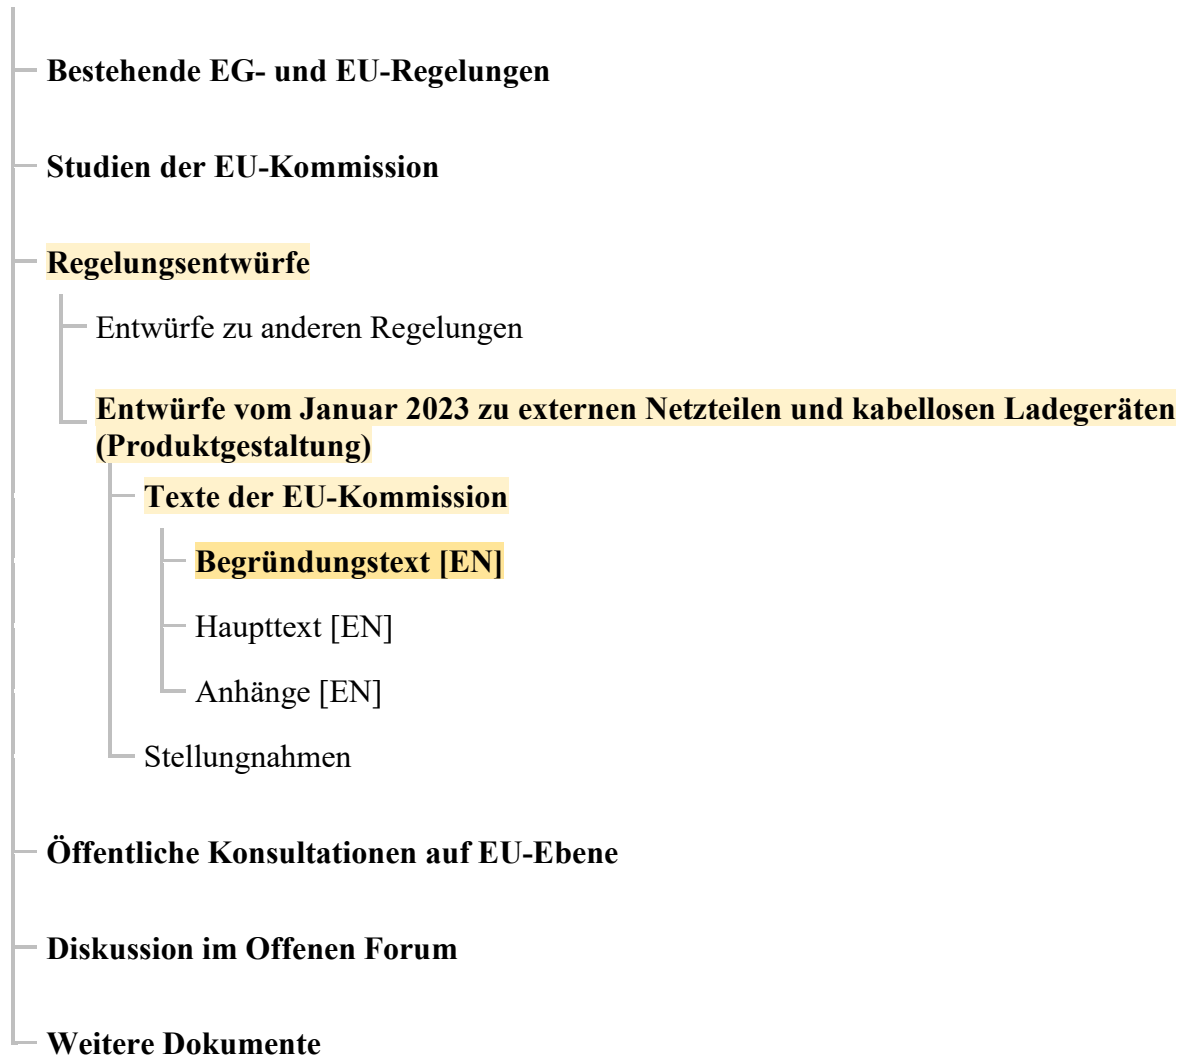 Bestehende EG- und EU-Regelungen
Studien der EU-Kommission
Regelungsentwürfe
Entwürfe zu anderen Regelungen
Entwürfe vom Januar 2023 zu externen Netzteilen und kabellosen Ladegeräten
(Produktgestaltung)
Texte der EU-Kommission
Begründungstext [EN]
Haupttext [EN]
Anhänge [EN]
Stellungnahmen
Öffentliche Konsultationen auf EU-Ebene
Diskussion im Offenen Forum
Weitere Dokumente